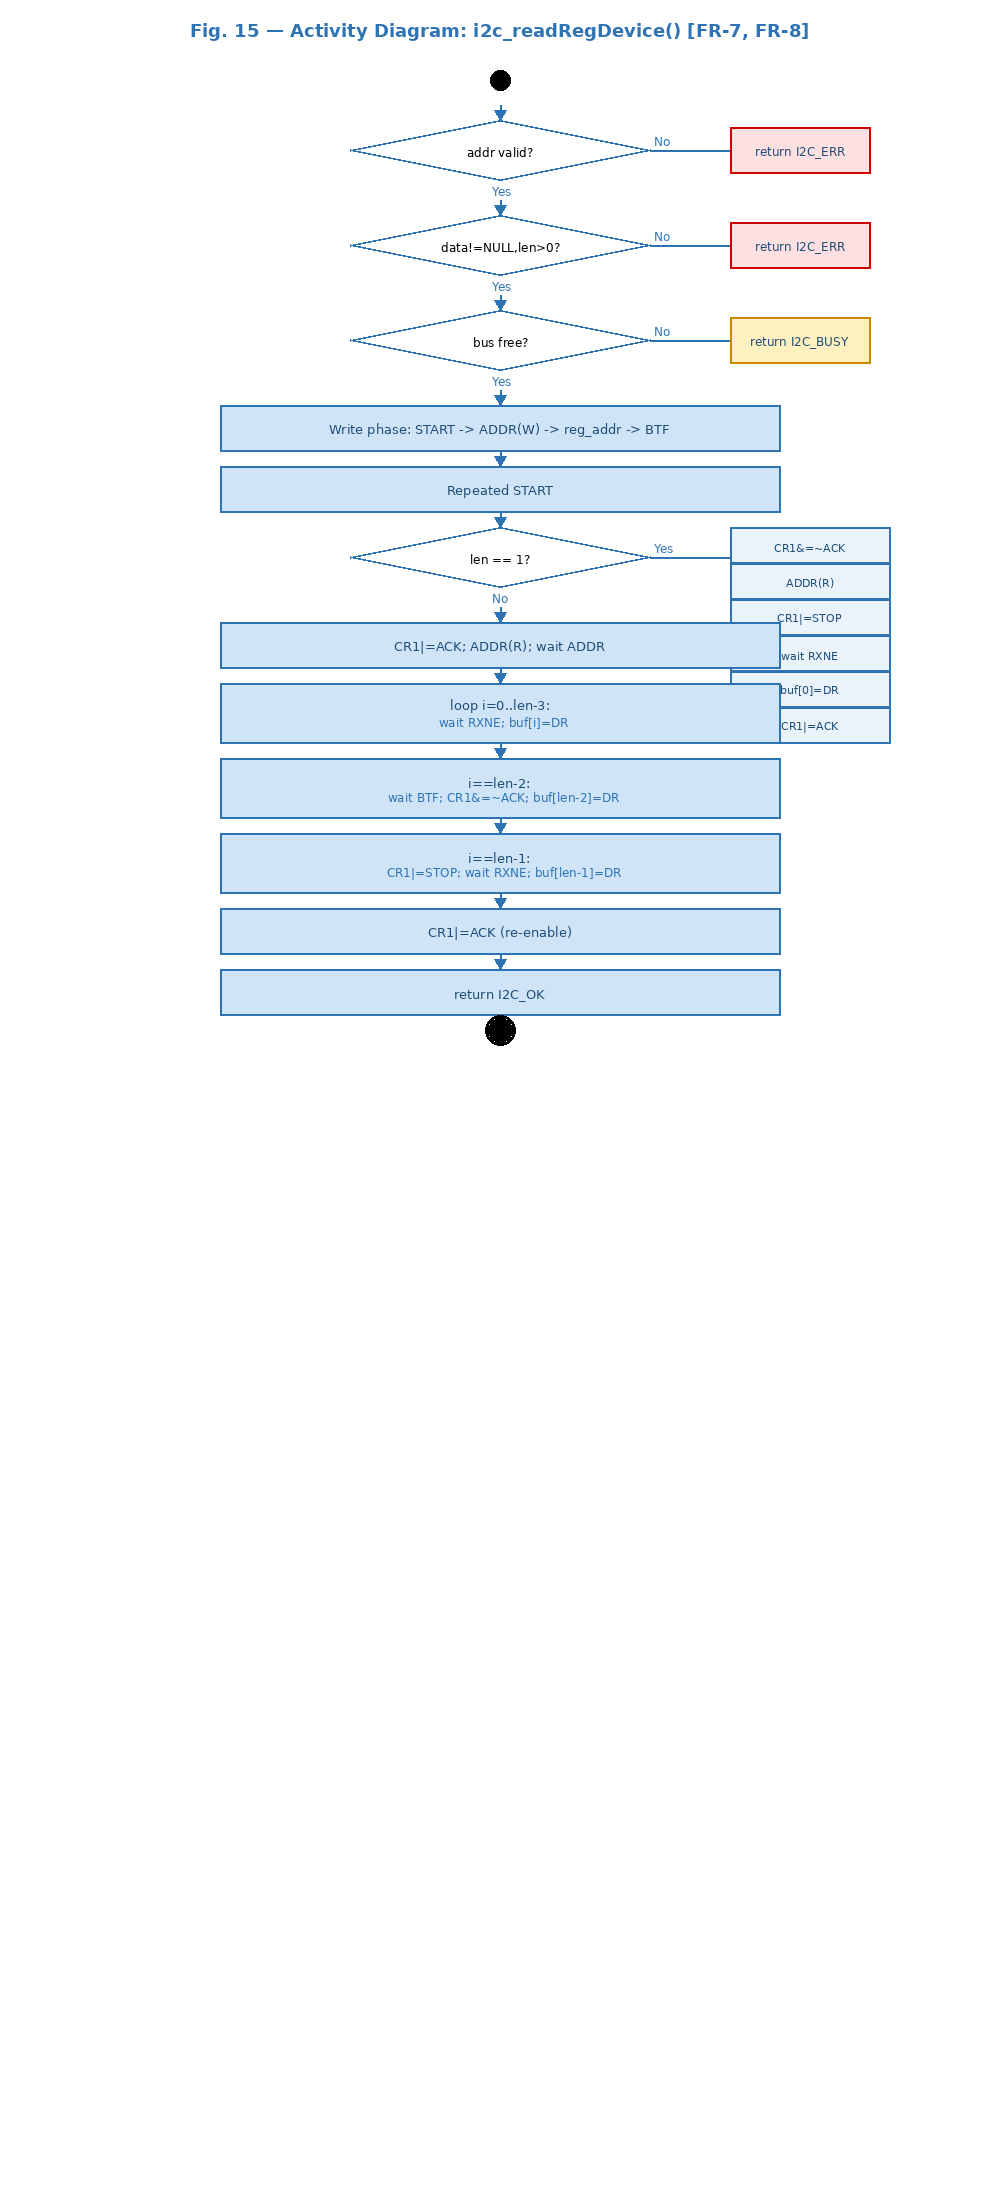 Fig. 15 — Activity Diagram: i2c_readRegDevice() [FR-7, FR-8]
addr valid?
No
return I2C_ERR
Yes
data!=NULL,len>0?
No
return I2C_ERR
Yes
bus free?
No
return I2C_BUSY
Yes
Write phase: START -> ADDR(W) -> reg_addr -> BTF
Repeated START
len == 1?
Yes
CR1&=~ACK
ADDR(R)
CR1|=STOP
wait RXNE
buf[0]=DR
CR1|=ACK
No
CR1|=ACK; ADDR(R); wait ADDR
loop i=0..len-3:
wait RXNE; buf[i]=DR
i==len-2:
wait BTF; CR1&=~ACK; buf[len-2]=DR
i==len-1:
CR1|=STOP; wait RXNE; buf[len-1]=DR
CR1|=ACK (re-enable)
return I2C_OK